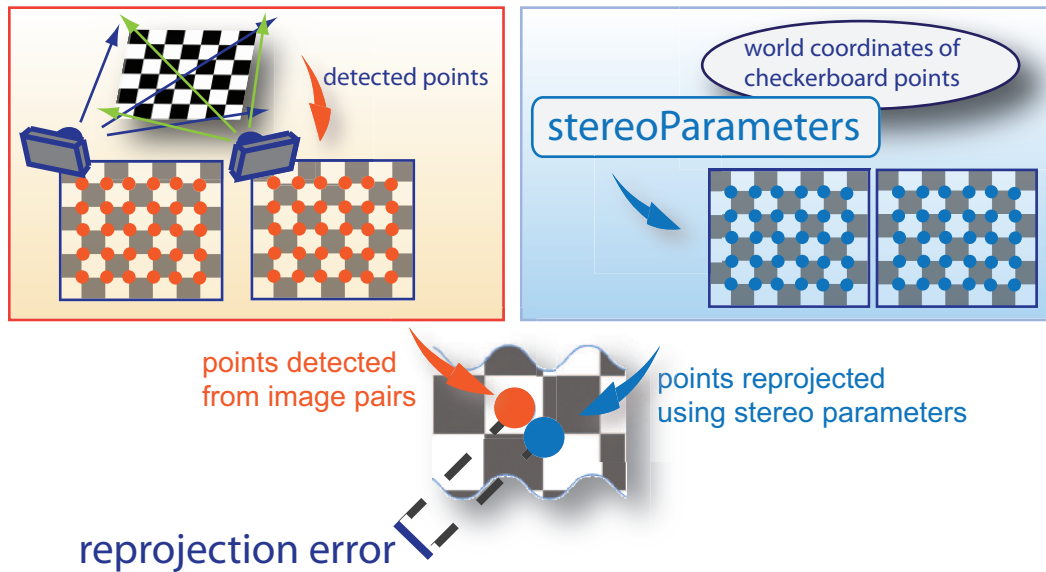 detected points
world coordinates of
checkerboard points
stereoParameters
points detected
from image pairs
points reprojected
using stereo parameters
reprojection error